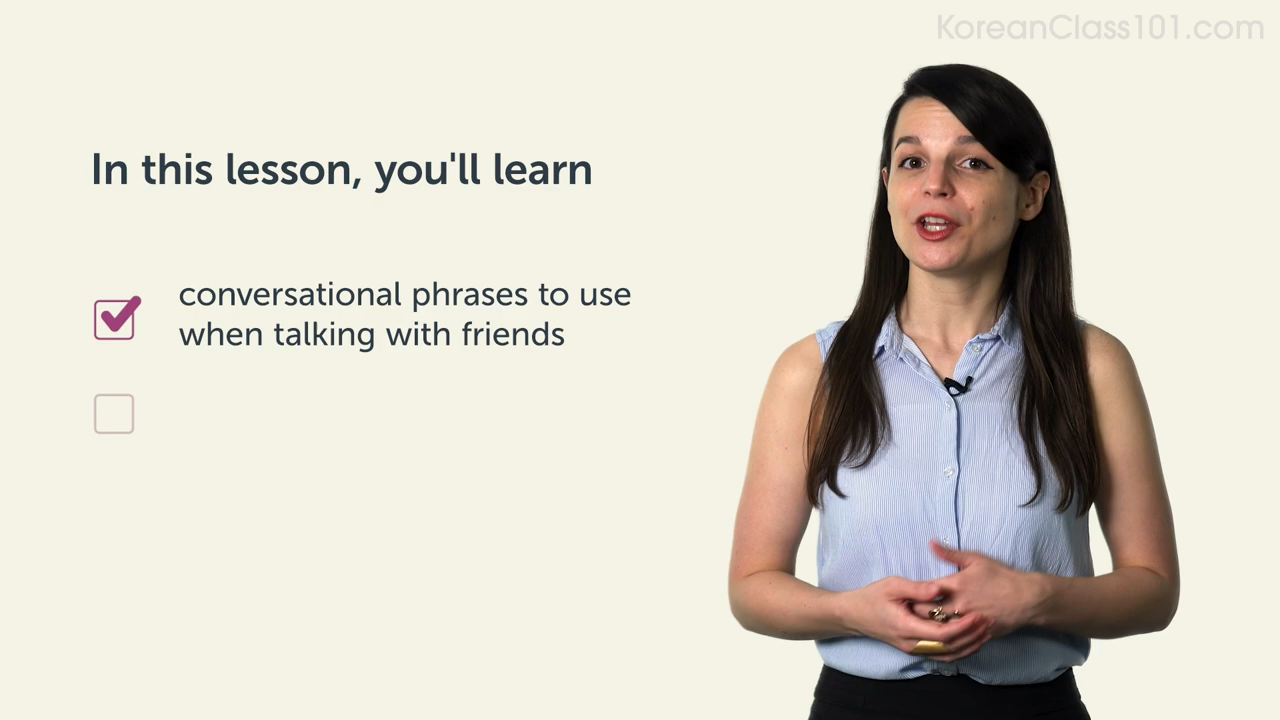 KoreanClass101.com
In this lesson, you'll learn
conversational phrases to use
when talking with friends